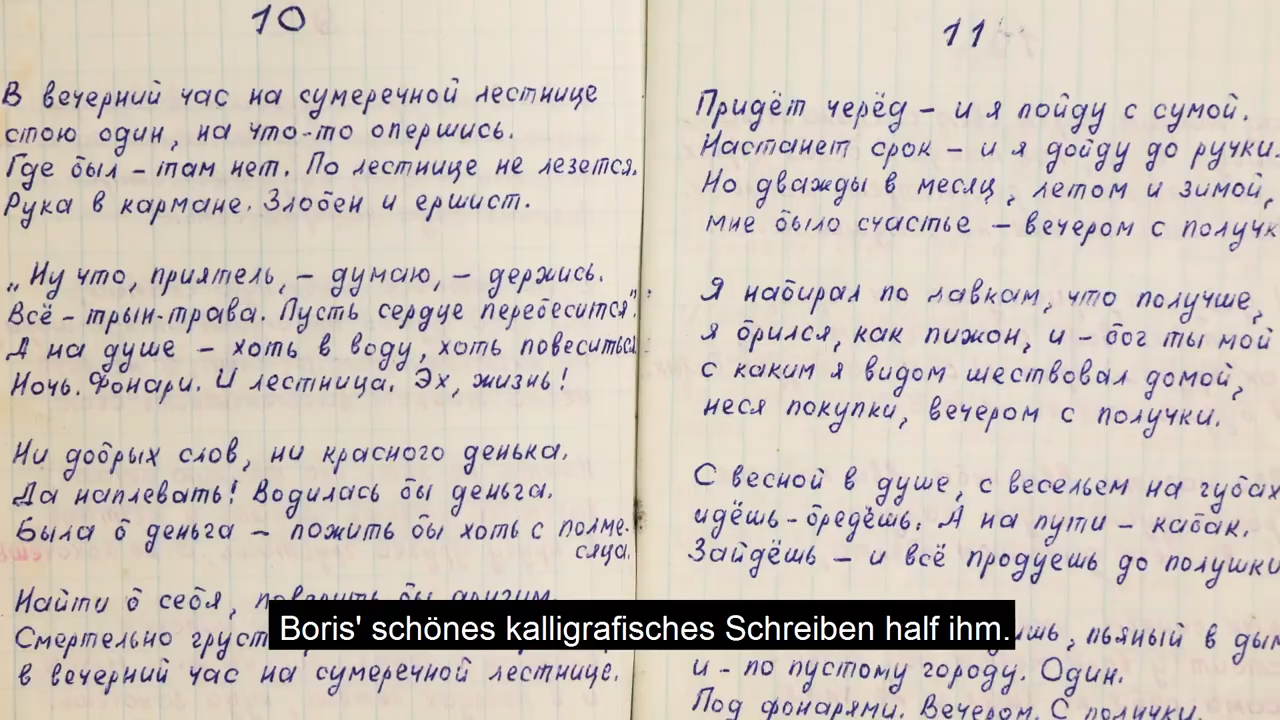 10
В вечерний час на сумеречной лестнице
стою один, на что-то опершись.
Где был – там нет. По лестнице не лезется.
Рука в кармане. Злобен и ершист.
„Ну что, приятель, – думаю, – держись.
Всё – трын-трава. Пусть сердце перебесится".
А на душе – хоть в воду, хоть повеситься.
Ночь. Фонари. И лестница. Эх, жизнь!
Ни добрых слов, ни красного денька.
Да наплевать! Водилась бы деньга.
Была б деньга – пожить бы хоть с полме-
сяца.
Найти б себя, поверить бы другим.
Смертельно
в вечерний час на сумеречной лестнице.
11
Придёт черёд – и я пойду с сумой.
Настанет срок – и я дойду до ручки.
Но дважды в месяц, летом и зимой,
мне было счастье – вечером с получк
Я набирал по лавкам, что получше,
я брился, как пижон, и – бог ты мой
с каким я видом шествовал домой,
неся покупки, вечером с получки.
С весной в душе, с весельем на губах
идёшь-бредёшь. А на пути – кабак.
Зайдёшь – и всё продуешь до полушки
пьяный в дым
и – по пустому городу. Один.
Под фонарями. Вечером. С получки.
Boris' schönes kalligrafisches Schreiben half ihm.